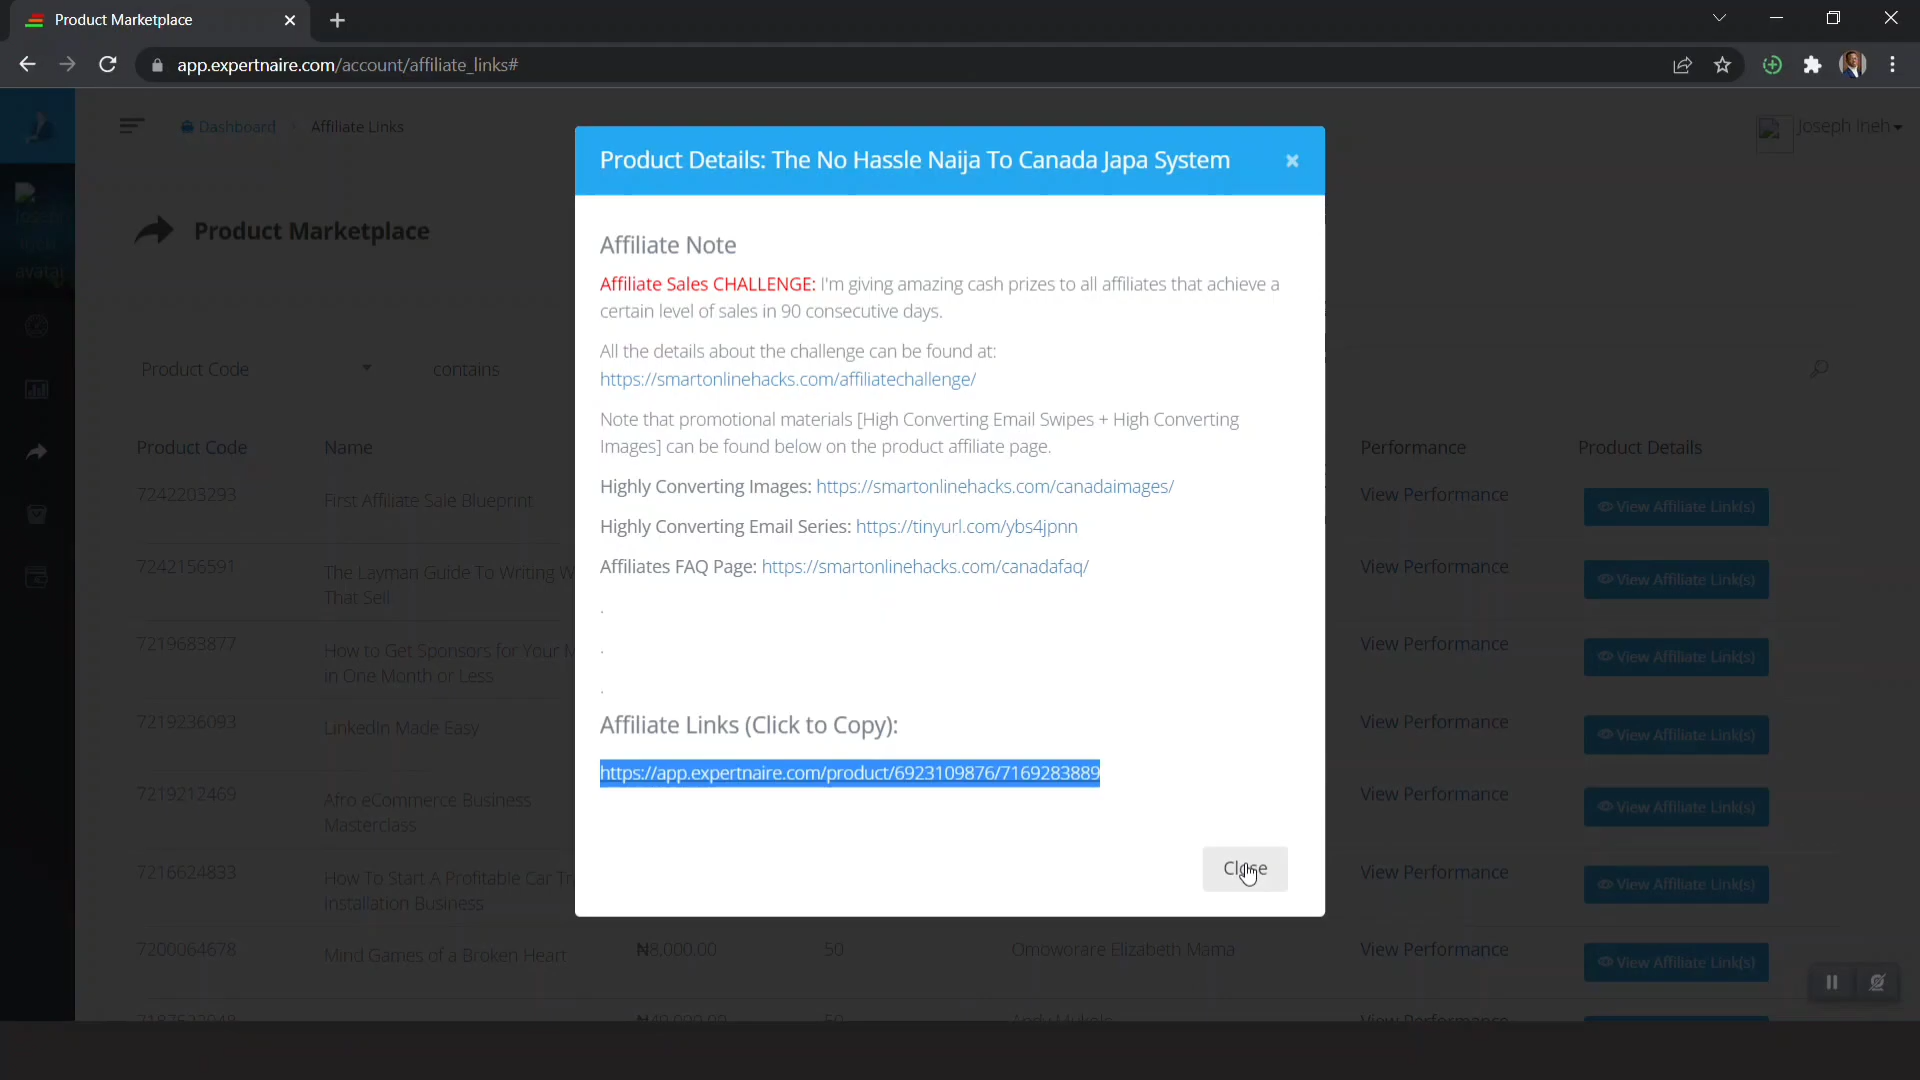 Product Marketplace
app.expertnaire.com/account/affiliate_links#
Dashboard
Affiliate Links
Joseph Ineh
Product Details: The No Hassle Naija To Canada Japa System
×
Product Marketplace
Affiliate Note
Affiliate Sales CHALLENGE: I'm giving amazing cash prizes to all affiliates that achieve a
certain level of sales in 90 consecutive days.
All the details about the challenge can be found at:
https://smartonlinehacks.com/affiliatechallenge/
Note that promotional materials [High Converting Email Swipes + High Converting
Images] can be found below on the product affiliate page.
Highly Converting Images: https://smartonlinehacks.com/canadaimages/
Highly Converting Email Series: https://tinyurl.com/ybs4jpnn
Affiliates FAQ Page: https://smartonlinehacks.com/canadafaq/
.
.
.
Affiliate Links (Click to Copy):
https://app.expertnaire.com/product/6923109876/7169283889
Close
Product Code
contains
Product Code Name Performance Product Details
7242203293 First Affiliate Sale Blueprint View Performance View Affiliate Link(s)
7242156591 The Layman Guide To Writing W View Performance View Affiliate Link(s)
That Sell
7219683877 How to Get Sponsors for Your M View Performance View Affiliate Link(s)
in One Month or Less
7219236093 LinkedIn Made Easy View Performance View Affiliate Link(s)
7219212469 Afro eCommerce Business View Performance View Affiliate Link(s)
Masterclass
7216624833 How To Start A Profitable Car Tr View Performance View Affiliate Link(s)
Installation Business
7200064678 Mind Games of a Broken Heart ₦8,000.00 50 Omoworare Elizabeth Mama View Performance View Affiliate Link(s)
View Performance